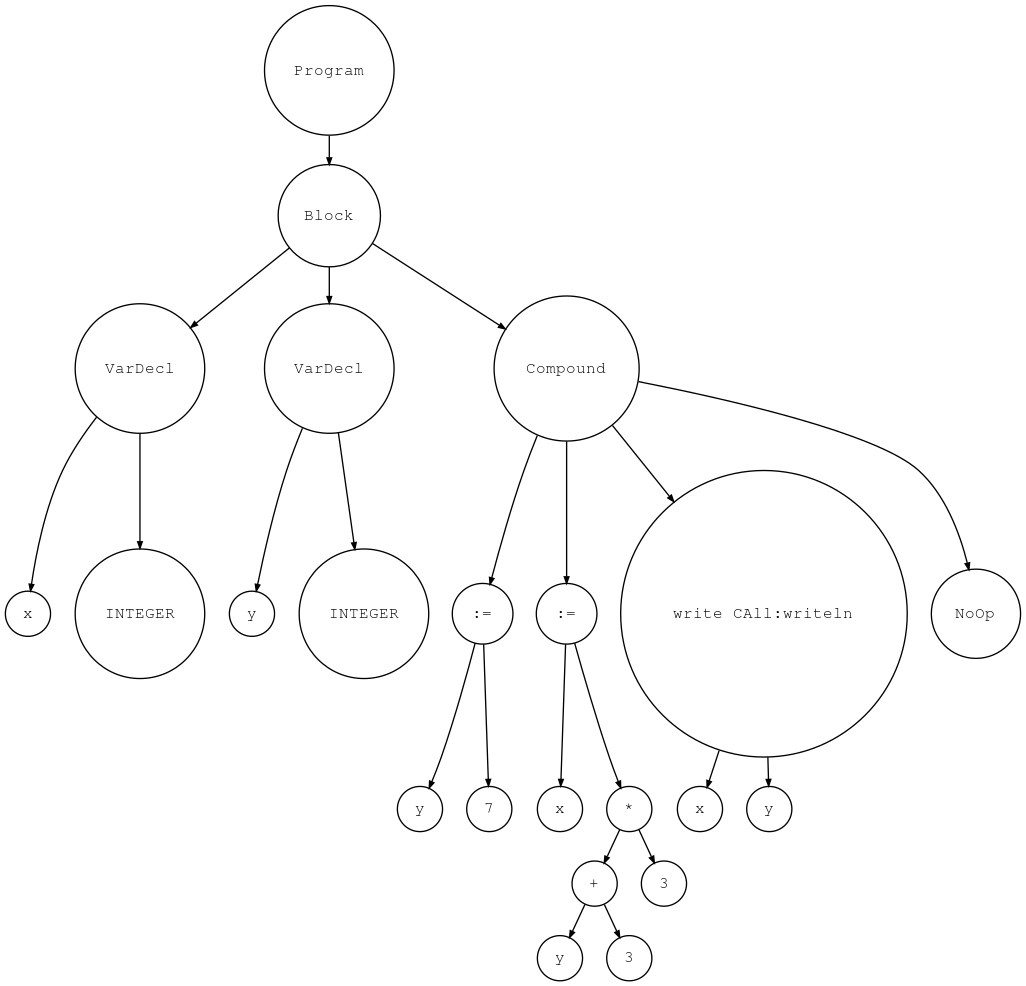 Program
Block
VarDecl
VarDecl
Compound
x
INTEGER
y
INTEGER
:=
:=
write CAll:writeln
NoOp
y
7
x
*
x
y
+
3
y
3